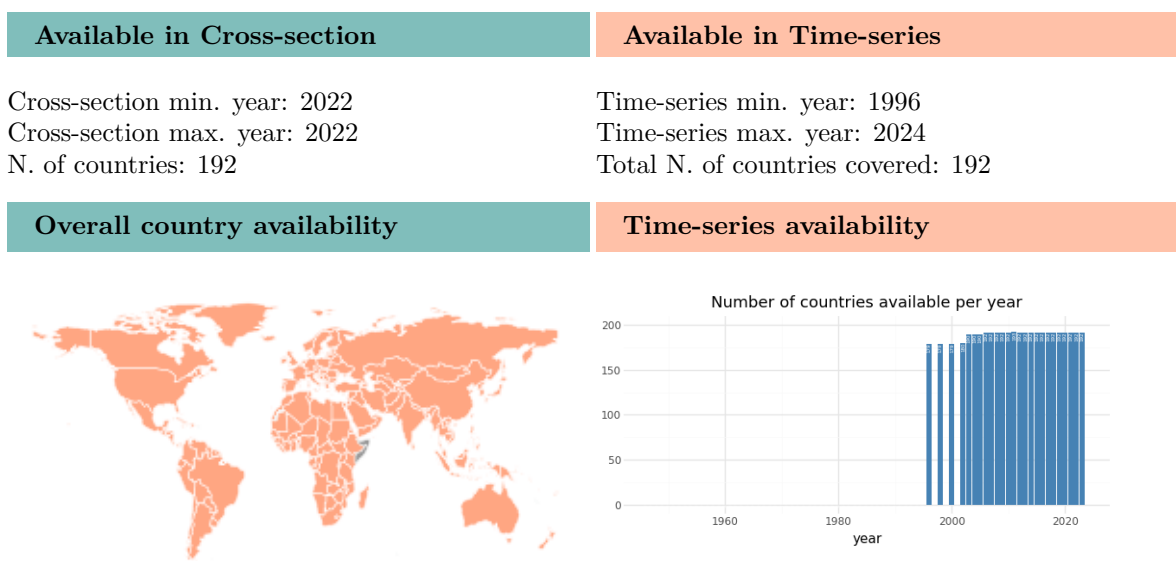 Available in Cross-section
Cross-section min. year: 2022
Cross-section max. year: 2022
N. of countries: 192
Available in Time-series
Time-series min. year: 1996
Time-series max. year: 2024
Total N. of countries covered: 192
Overall country availability
Time-series availability
Number of countries available per year
200
150
100
50
0
1960 1980 2000 2020
year